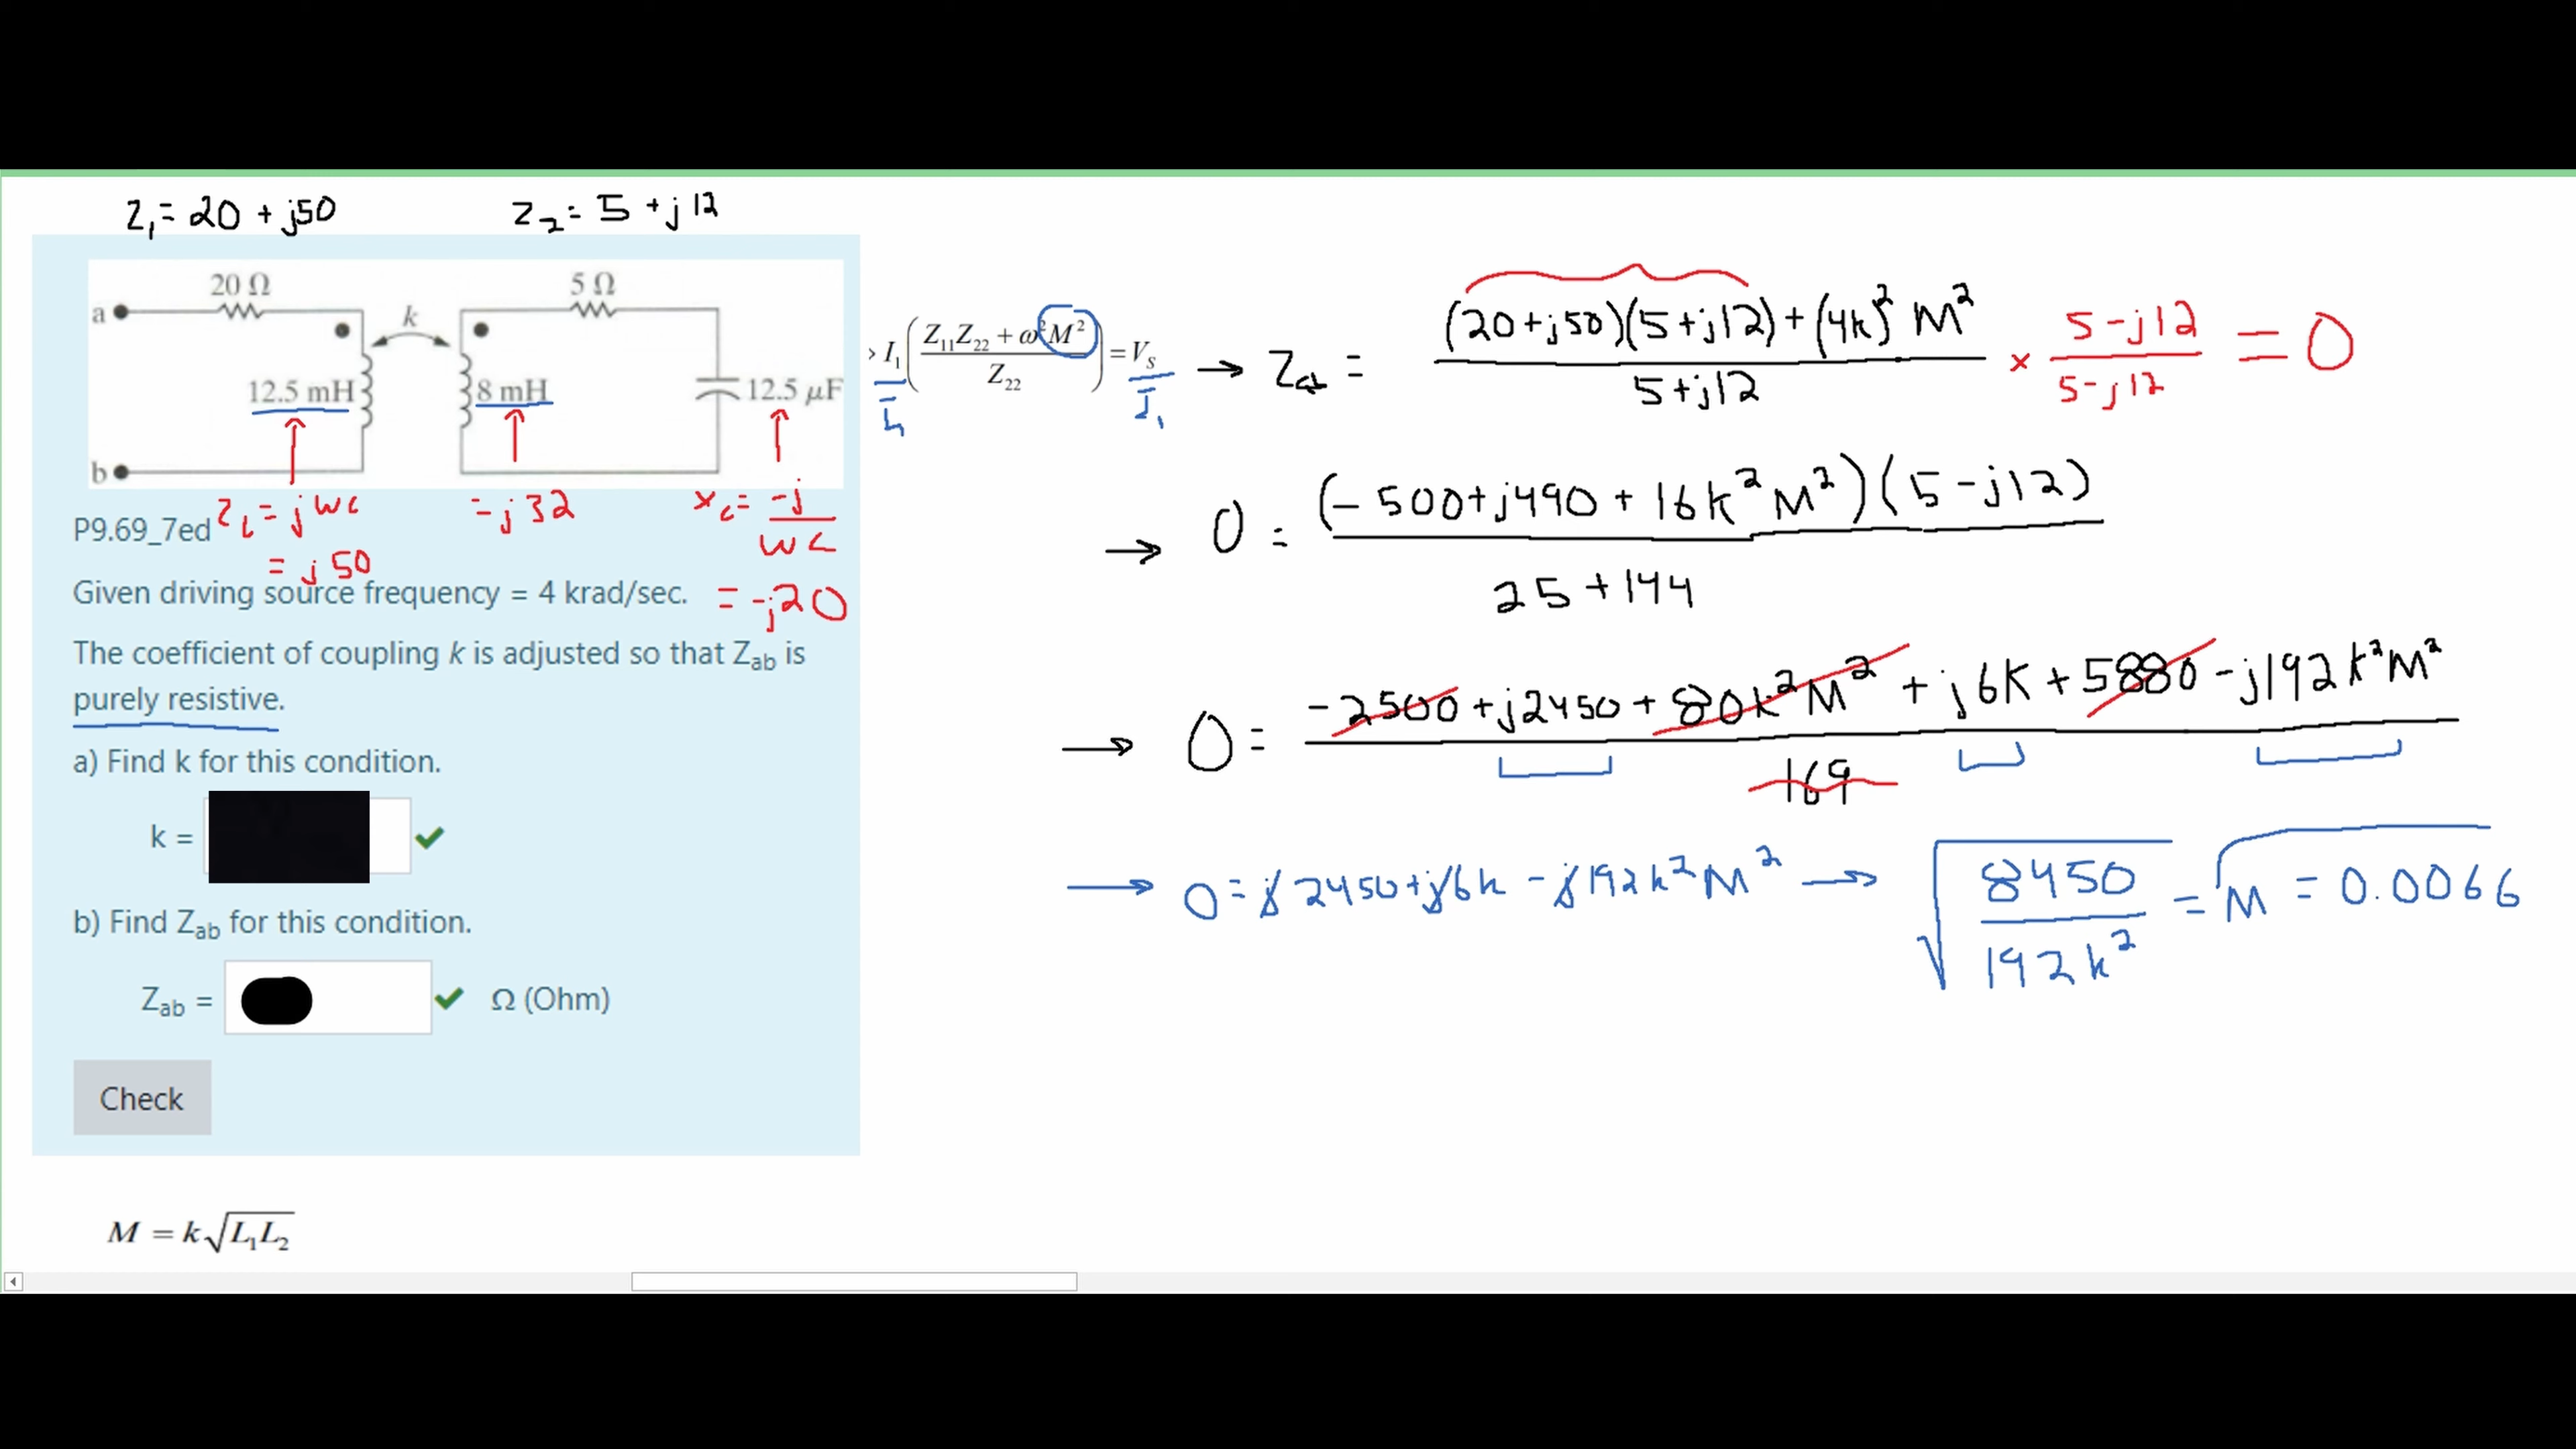 Z₁ = 20 + j50
Z₂ = 5 + j12
20 Ω
5 Ω
a
k
12.5 mH
8 mH
12.5 μF
b
Z_L = jωL
= j50
= j32
X_C = -j/ωC
= -j20
P9.69_7ed
Given driving source frequency = 4 krad/sec.
The coefficient of coupling k is adjusted so that Zab is
purely resistive.
a) Find k for this condition.
k =
b) Find Zab for this condition.
Zab =
Ω (Ohm)
Check
M = k√(L₁L₂)
I₁ ((Z₁₁Z₂₂ + ω²M²)/Z₂₂) = V_S
I₁
I₁
→ Zab = ((20+j50)(5+j12) + (4k)² M²)/(5+j12) × (5-j12)/(5-j12) = 0
→ 0 = ((-500+j490 + 16k²M²)(5-j12))/(25+144)
→ 0 = (-2500 + j2450 + 80k²M² + j6K + 5880 - j192k²M²)/169
→ 0 = j2450 + j6k - j192k²M² → √(8450/192k²) = √M = 0.0066